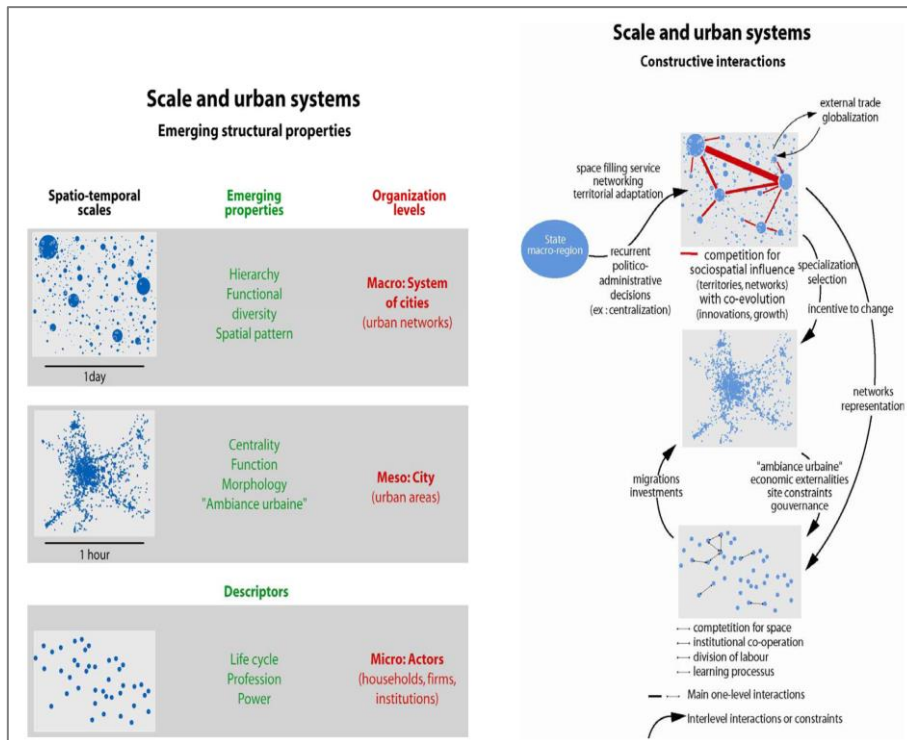 Scale and urban systems
Emerging structural properties
Spatio-temporal
scales
Emerging
properties
Organization
levels
Hierarchy
Functional
diversity
Spatial pattern
Macro: System
of cities
(urban networks)
1day
Centrality
Function
Morphology
"Ambiance urbaine"
Meso: City
(urban areas)
1 hour
Descriptors
Life cycle
Profession
Power
Micro: Actors
(households, firms,
institutions)
Scale and urban systems
Constructive interactions
external trade
globalization
space filling service
networking
territorial adaptation
State
macro-region
recurrent
politico-
administrative
decisions
(ex : centralization)
competition for
sociospatial influence
(territories, networks)
with co-evolution
(innovations, growth)
specialization
selection
incentive to change
networks
representation
migrations
investments
"ambiance urbaine"
economic externalities
site constraints
gouvernance
comptetition for space
institutional co-operation
division of labour
learning processus
Main one-level interactions
Interlevel interactions or constraints